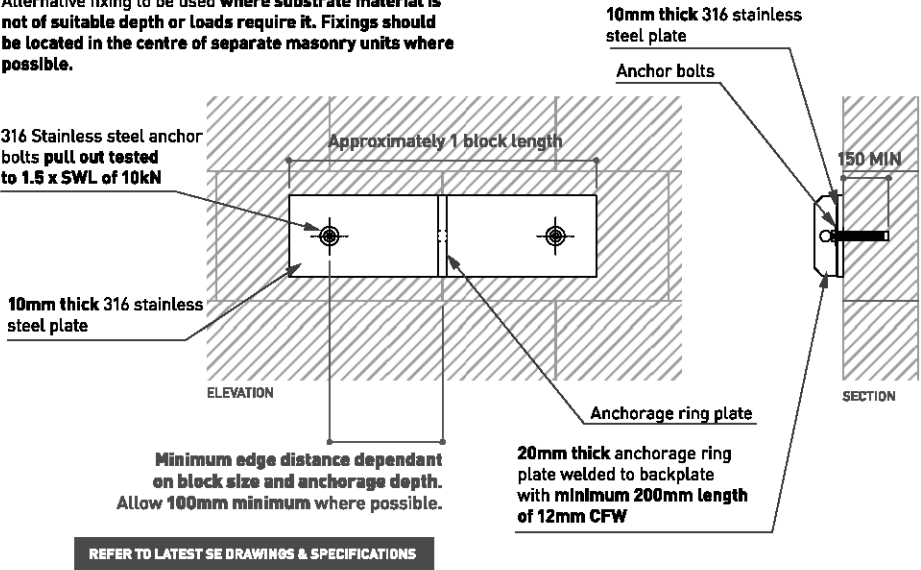 Alternative fixing to be used where substrate material is
not of suitable depth or loads require it. Fixings should
be located in the centre of separate masonry units where
possible.
10mm thick 316 stainless
steel plate
Anchor bolts
316 Stainless steel anchor
bolts pull out tested
to 1.5 x SWL of 10kN
Approximately 1 block length
150 MIN
10mm thick 316 stainless
steel plate
ELEVATION
SECTION
Anchorage ring plate
Minimum edge distance dependant
on block size and anchorage depth.
Allow 100mm minimum where possible.
20mm thick anchorage ring
plate welded to backplate
with minimum 200mm length
of 12mm CFW
REFER TO LATEST SE DRAWINGS & SPECIFICATIONS